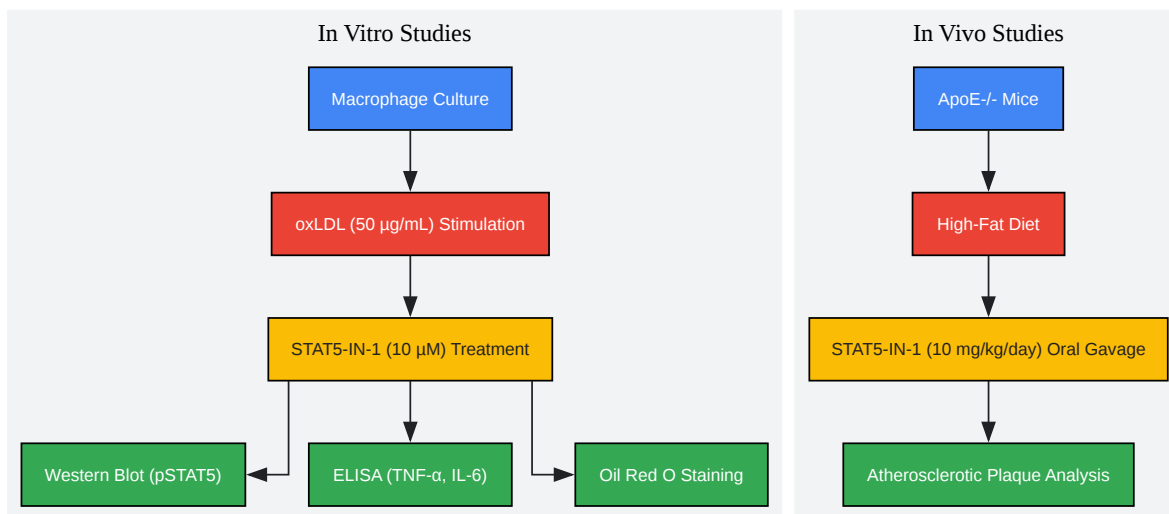 In Vitro Studies
Macrophage Culture
oxLDL (50 µg/mL) Stimulation
STAT5-IN-1 (10 µM) Treatment
Western Blot (pSTAT5)
ELISA (TNF-α, IL-6)
Oil Red O Staining
In Vivo Studies
ApoE-/- Mice
High-Fat Diet
STAT5-IN-1 (10 mg/kg/day) Oral Gavage
Atherosclerotic Plaque Analysis